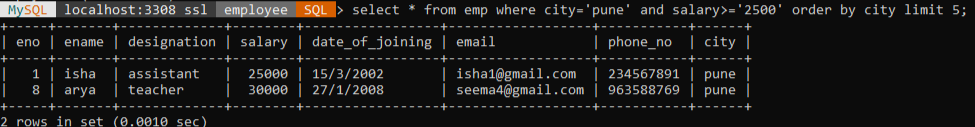 MySQL localhost:3308 ssl employee SQL > select * from emp where city='pune' and salary>='2500' order by city limit 5;
+-----+-------+-------------+--------+-----------------+------------------+-----------+------+
| eno | ename | designation | salary | date_of_joining | email            | phone_no  | city |
+-----+-------+-------------+--------+-----------------+------------------+-----------+------+
|   1 | isha  | assistant   |  25000 | 15/3/2002       | isha1@gmail.com  | 234567891 | pune |
|   8 | arya  | teacher     |  30000 | 27/1/2008       | seema4@gmail.com | 963588769 | pune |
+-----+-------+-------------+--------+-----------------+------------------+-----------+------+
2 rows in set (0.0010 sec)